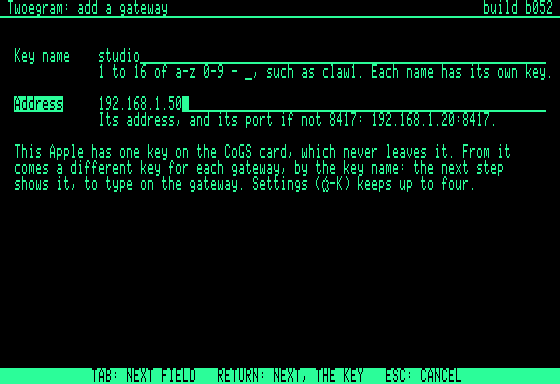 Twoegram: add a gateway build b052
Key name studio
1 to 16 of a-z 0-9 - _, such as claw1. Each name has its own key.
Address 192.168.1.50
Its address, and its port if not 8417: 192.168.1.20:8417.
This Apple has one key on the CoGS card, which never leaves it. From it
comes a different key for each gateway, by the key name: the next step
shows it, to type on the gateway. Settings (-K) keeps up to four.
TAB: NEXT FIELD RETURN: NEXT, THE KEY ESC: CANCEL